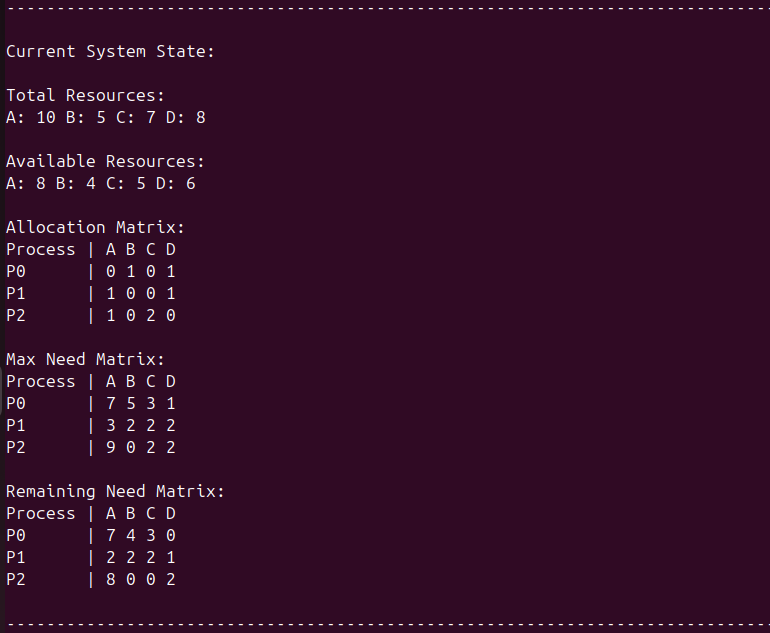 --------------------------------------------------------------------------------
Current System State:
Total Resources:
A: 10 B: 5 C: 7 D: 8
Available Resources:
A: 8 B: 4 C: 5 D: 6
Allocation Matrix:
Process | A B C D
P0      | 0 1 0 1
P1      | 1 0 0 1
P2      | 1 0 2 0
Max Need Matrix:
Process | A B C D
P0      | 7 5 3 1
P1      | 3 2 2 2
P2      | 9 0 2 2
Remaining Need Matrix:
Process | A B C D
P0      | 7 4 3 0
P1      | 2 2 2 1
P2      | 8 0 0 2
--------------------------------------------------------------------------------